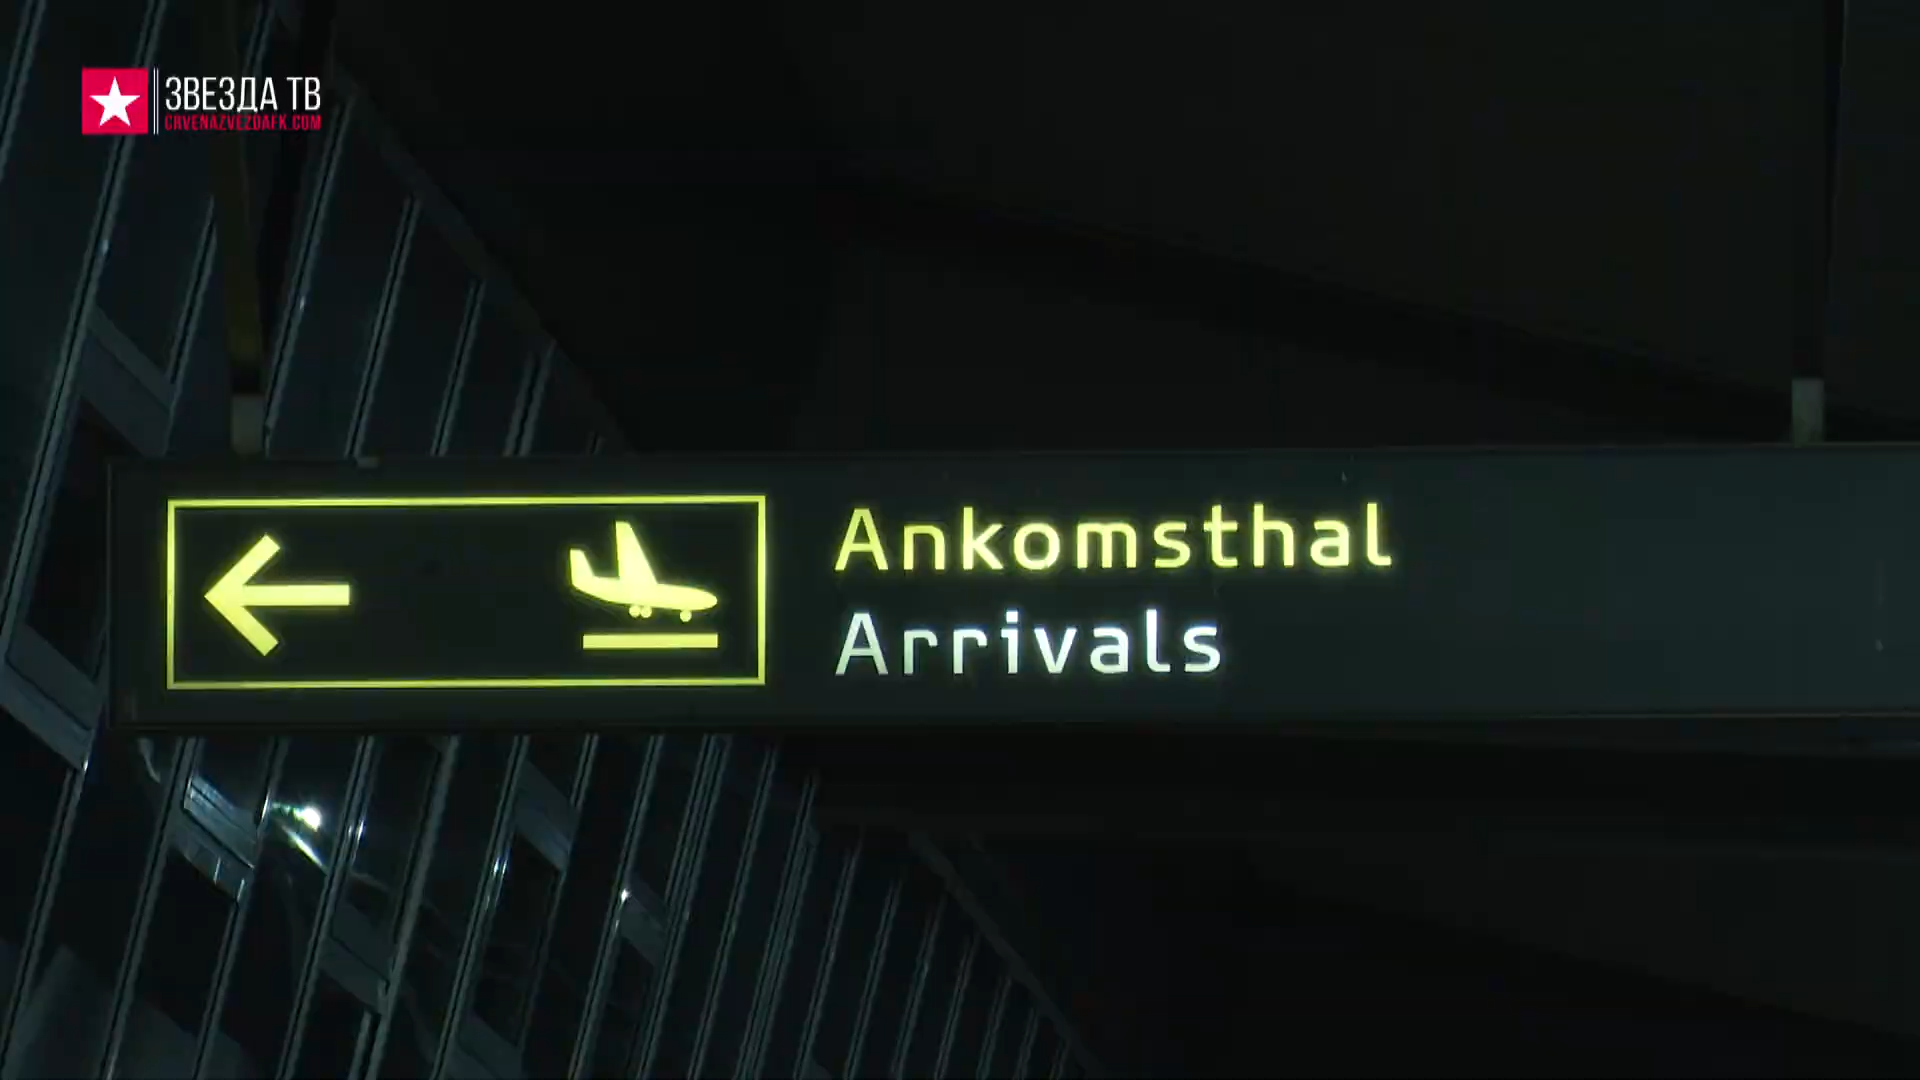 ЗВЕЗДА ТВ
CRVENAZVEZDAFK.COM
Ankomsthal
Arrivals